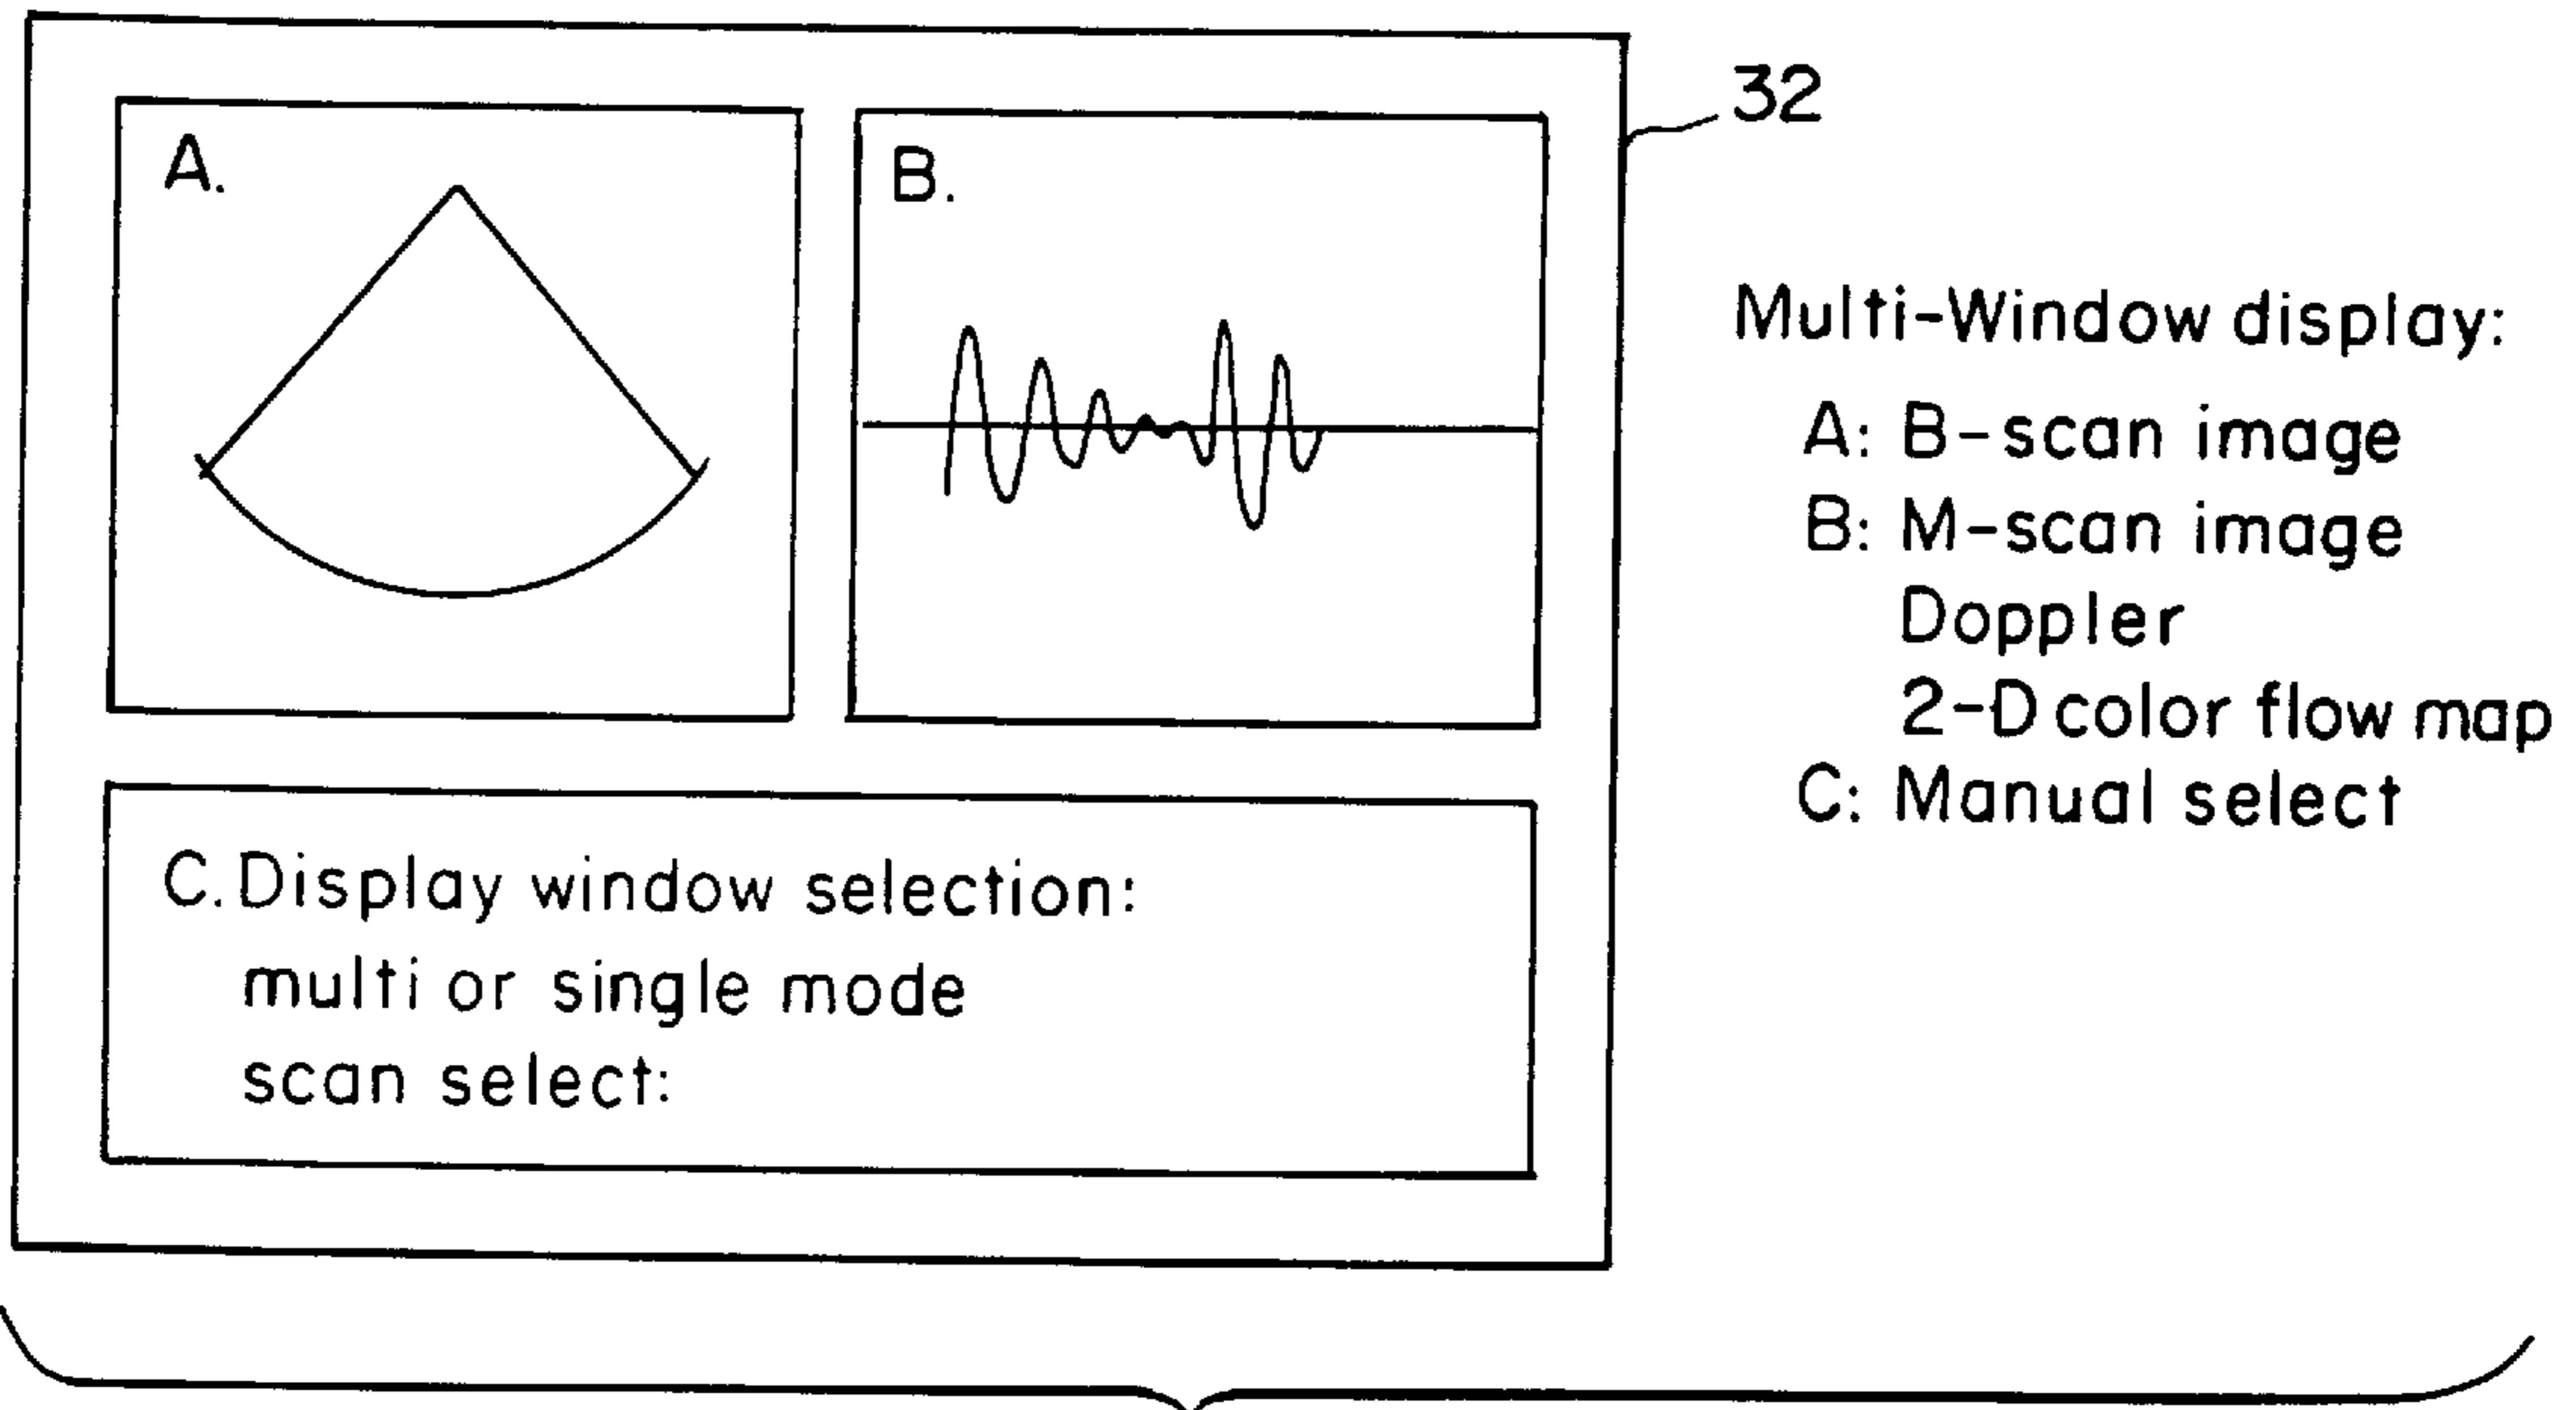 A.
B.
32
Multi-Window display:
A: B-scan image
B: M-scan image
Doppler
2-D color flow map
C: Manual select
C. Display window selection:
multi or single mode
scan select: